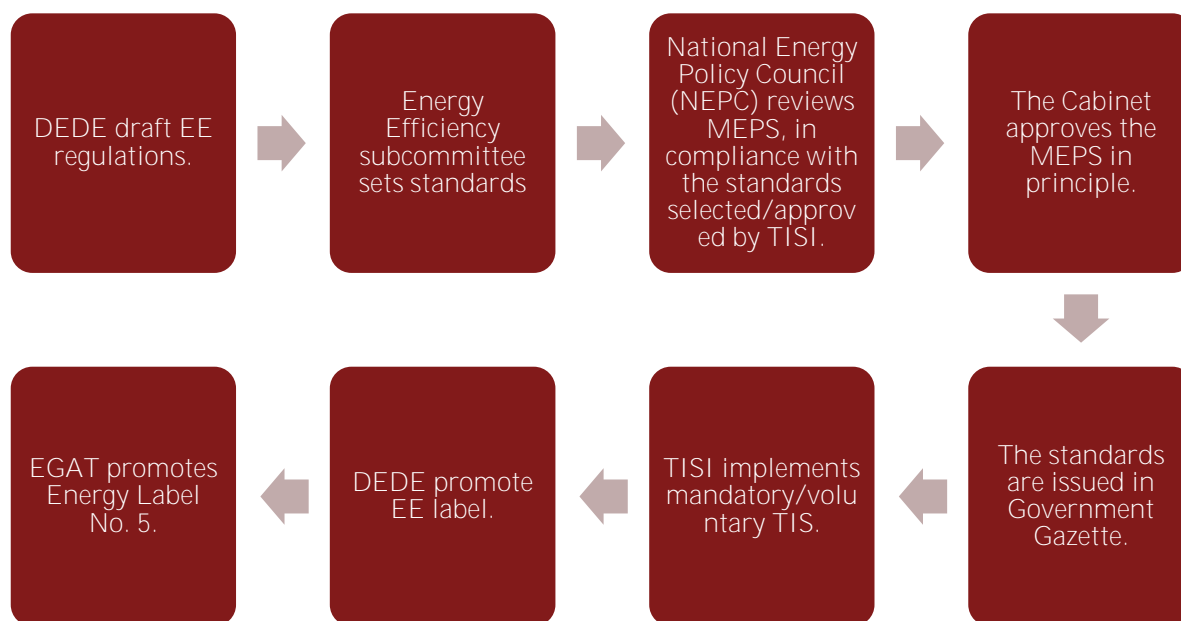 DEDE draft EE
regulations.
Energy
Efficiency
subcommittee
sets standards
National Energy
Policy Council
(NEPC) reviews
MEPS, in
compliance with
the standards
selected/approv
ed by TISI.
The Cabinet
approves the
MEPS in
principle.
The standards
are issued in
Government
Gazette.
TISI implements
mandatory/volu
ntary TIS.
DEDE promote
EE label.
EGAT promotes
Energy Label
No. 5.